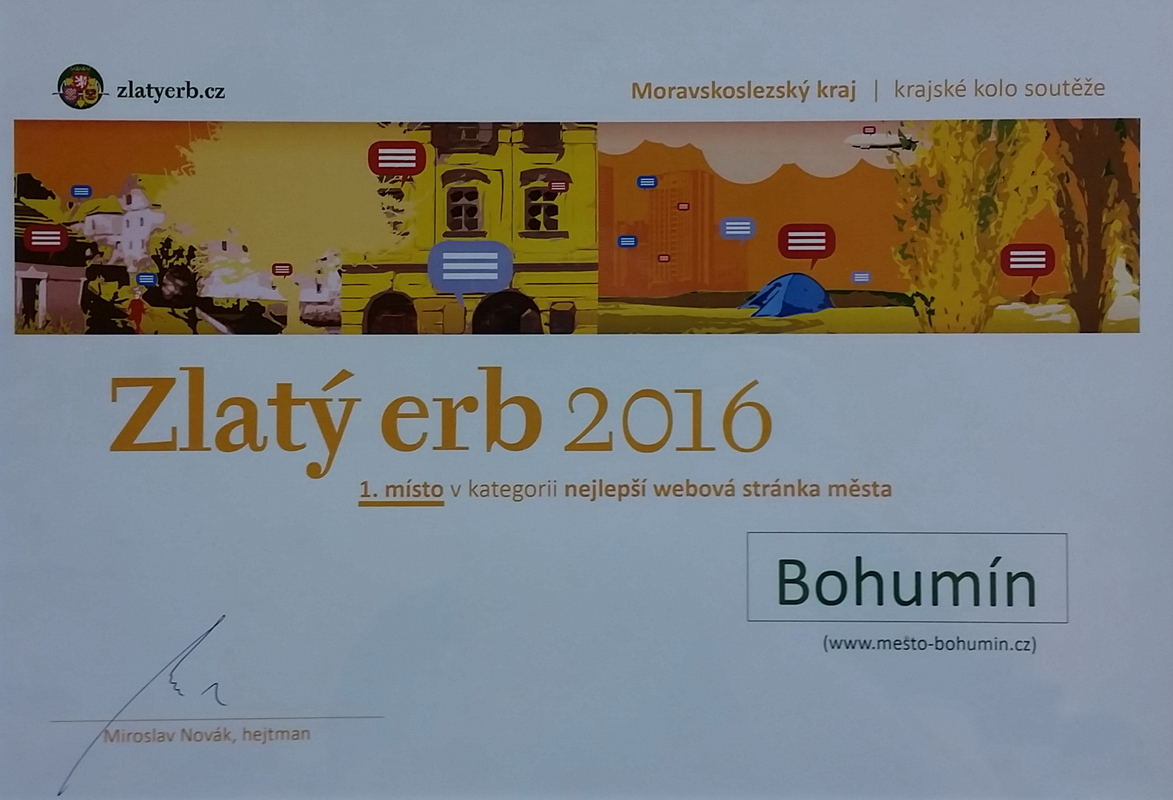 zlatyerb.cz
Moravskoslezský kraj | krajské kolo soutěže
Zlatý erb 2016
1. místo v kategorii nejlepší webová stránka města
Bohumín
(www.mesto-bohumin.cz)
Miroslav Novák, hejtman